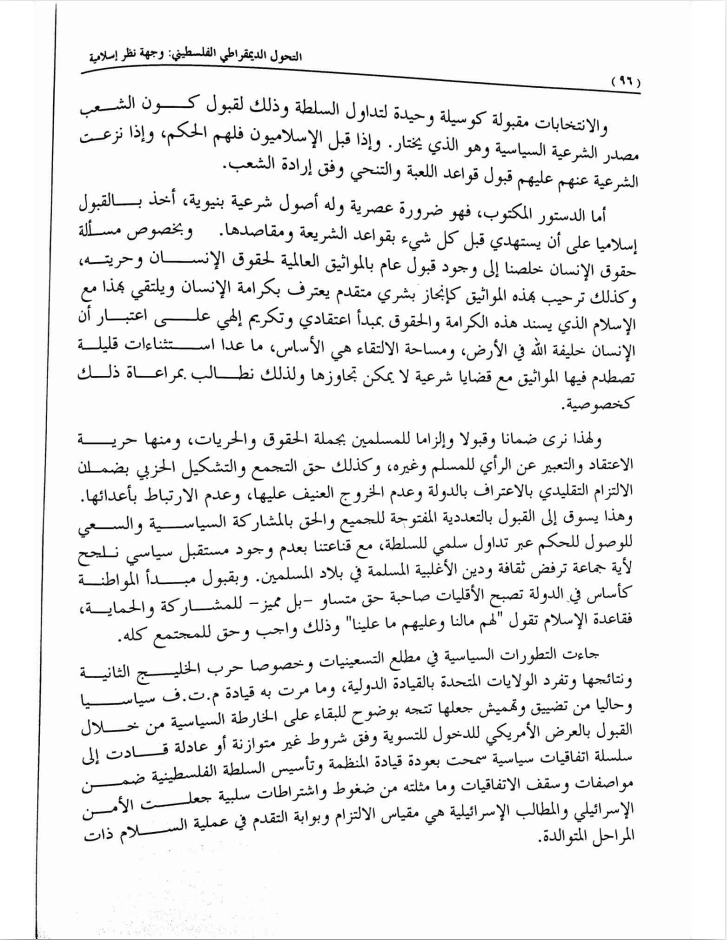 التحول الديمقراطي الفلسطيني: وجهة نظر إسلامية
(٩٦)
والانتخابات مقبولة كوسيلة وحيدة لتداول السلطة وذلك لقبول كون الشعب
مصدر الشرعية السياسية وهو الذي يختار. وإذا قبل الإسلاميون فلهم الحكم، وإذا نزعت
الشرعية عنهم عليهم قبول قواعد اللعبة والتنحي وفق إرادة الشعب.
أما الدستور المكتوب، فهو ضرورة عصرية وله أصول شرعية بنيوية، أخذ بالقبول
إسلاميا على أن يستهدي قبل كل شيء بقواعد الشريعة ومقاصدها. وبخصوص مسألة
حقوق الإنسان خلصنا إلى وجود قبول عام بالمواثيق العالمية لحقوق الإنسان وحريته،
وكذلك ترحيب بهذه المواثيق كإنجاز بشري متقدم يعترف بكرامة الإنسان ويلتقي بهذا مع
الإسلام الذي يسند هذه الكرامة والحقوق بمبدأ اعتقادي وتكريم إلهي على اعتبار أن
الإنسان خليفة الله في الأرض، ومساحة الالتقاء هي الأساس، ما عدا استثناءات قليلة
تصطدم فيها المواثيق مع قضايا شرعية لا يمكن تجاوزها ولذلك نطالب بمراعاة ذلك
كخصوصية.
ولهذا نرى ضمانا وقبولا وإلزاما للمسلمين بجملة الحقوق والحريات، ومنها حرية
الاعتقاد والتعبير عن الرأي للمسلم وغيره، وكذلك حق التجمع والتشكيل الحزبي بضمان
الالتزام التقليدي بالاعتراف بالدولة وعدم الخروج العنيف عليها، وعدم الارتباط بأعدائها.
وهذا يسوق إلى القبول بالتعددية المفتوحة للجميع والحق بالمشاركة السياسية والسعي
للوصول للحكم عبر تداول سلمي للسلطة، مع قناعتنا بعدم وجود مستقبل سياسي ناجح
لأية جماعة ترفض ثقافة ودين الأغلبية المسلمة في بلاد المسلمين. وبقبول مبدأ المواطنة
كأساس في الدولة تصبح الأقليات صاحبة حق متساو -بل مميز- للمشاركة والحماية،
فقاعدة الإسلام تقول "لهم مالنا وعليهم ما علينا" وذلك واجب وحق للمجتمع كله.
جاءت التطورات السياسية في مطلع التسعينيات وخصوصا حرب الخليج الثانية
ونتائجها وتفرد الولايات المتحدة بالقيادة الدولية، وما مرت به قيادة م.ت.ف سياسيا
وحاليا من تضييق وتهميش جعلها تتجه بوضوح للبقاء على الخارطة السياسية من خلال
القبول بالعرض الأمريكي للدخول للتسوية وفق شروط غير متوازنة أو عادلة قادت إلى
سلسلة اتفاقيات سياسية سمحت بعودة قيادة المنظمة وتأسيس السلطة الفلسطينية ضمن
مواصفات وسقف الاتفاقيات وما مثلته من ضغوط واشتراطات سلبية جعلت الأمن
الإسرائيلي والمطالب الإسرائيلية هي مقياس الالتزام وبوابة التقدم في عملية السلام ذات
المراحل المتوالدة.